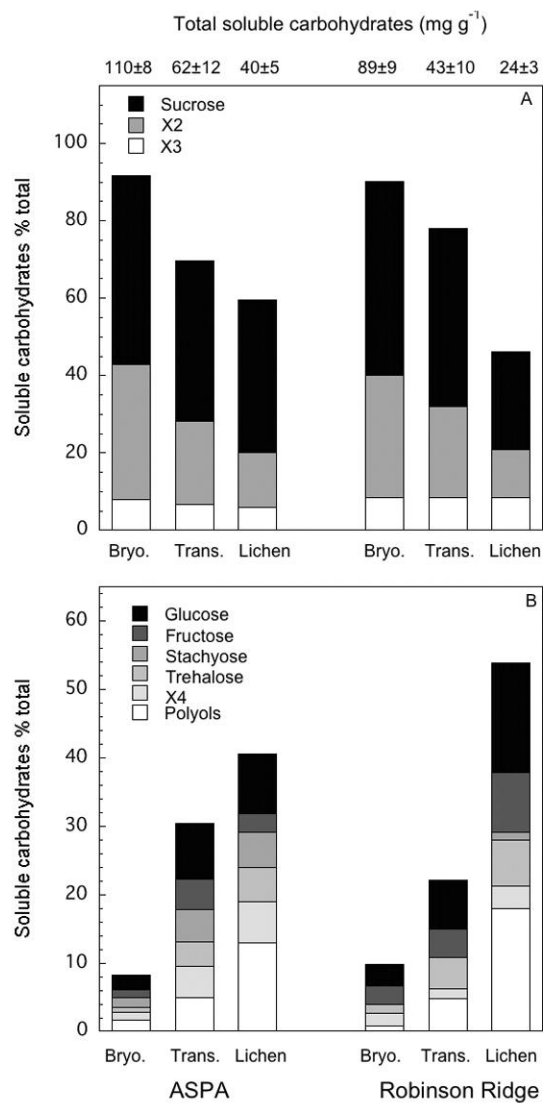 Total soluble carbohydrates (mg g⁻¹)
110±8 62±12 40±5 89±9 43±10 24±3
A
Sucrose
X2
X3
100
80
60
40
20
0
Soluble carbohydrates % total
Bryo. Trans. Lichen Bryo. Trans. Lichen
B
Glucose
Fructose
Stachyose
Trehalose
X4
Polyols
60
50
40
30
20
10
0
Soluble carbohydrates % total
Bryo. Trans. Lichen Bryo. Trans. Lichen
ASPA Robinson Ridge